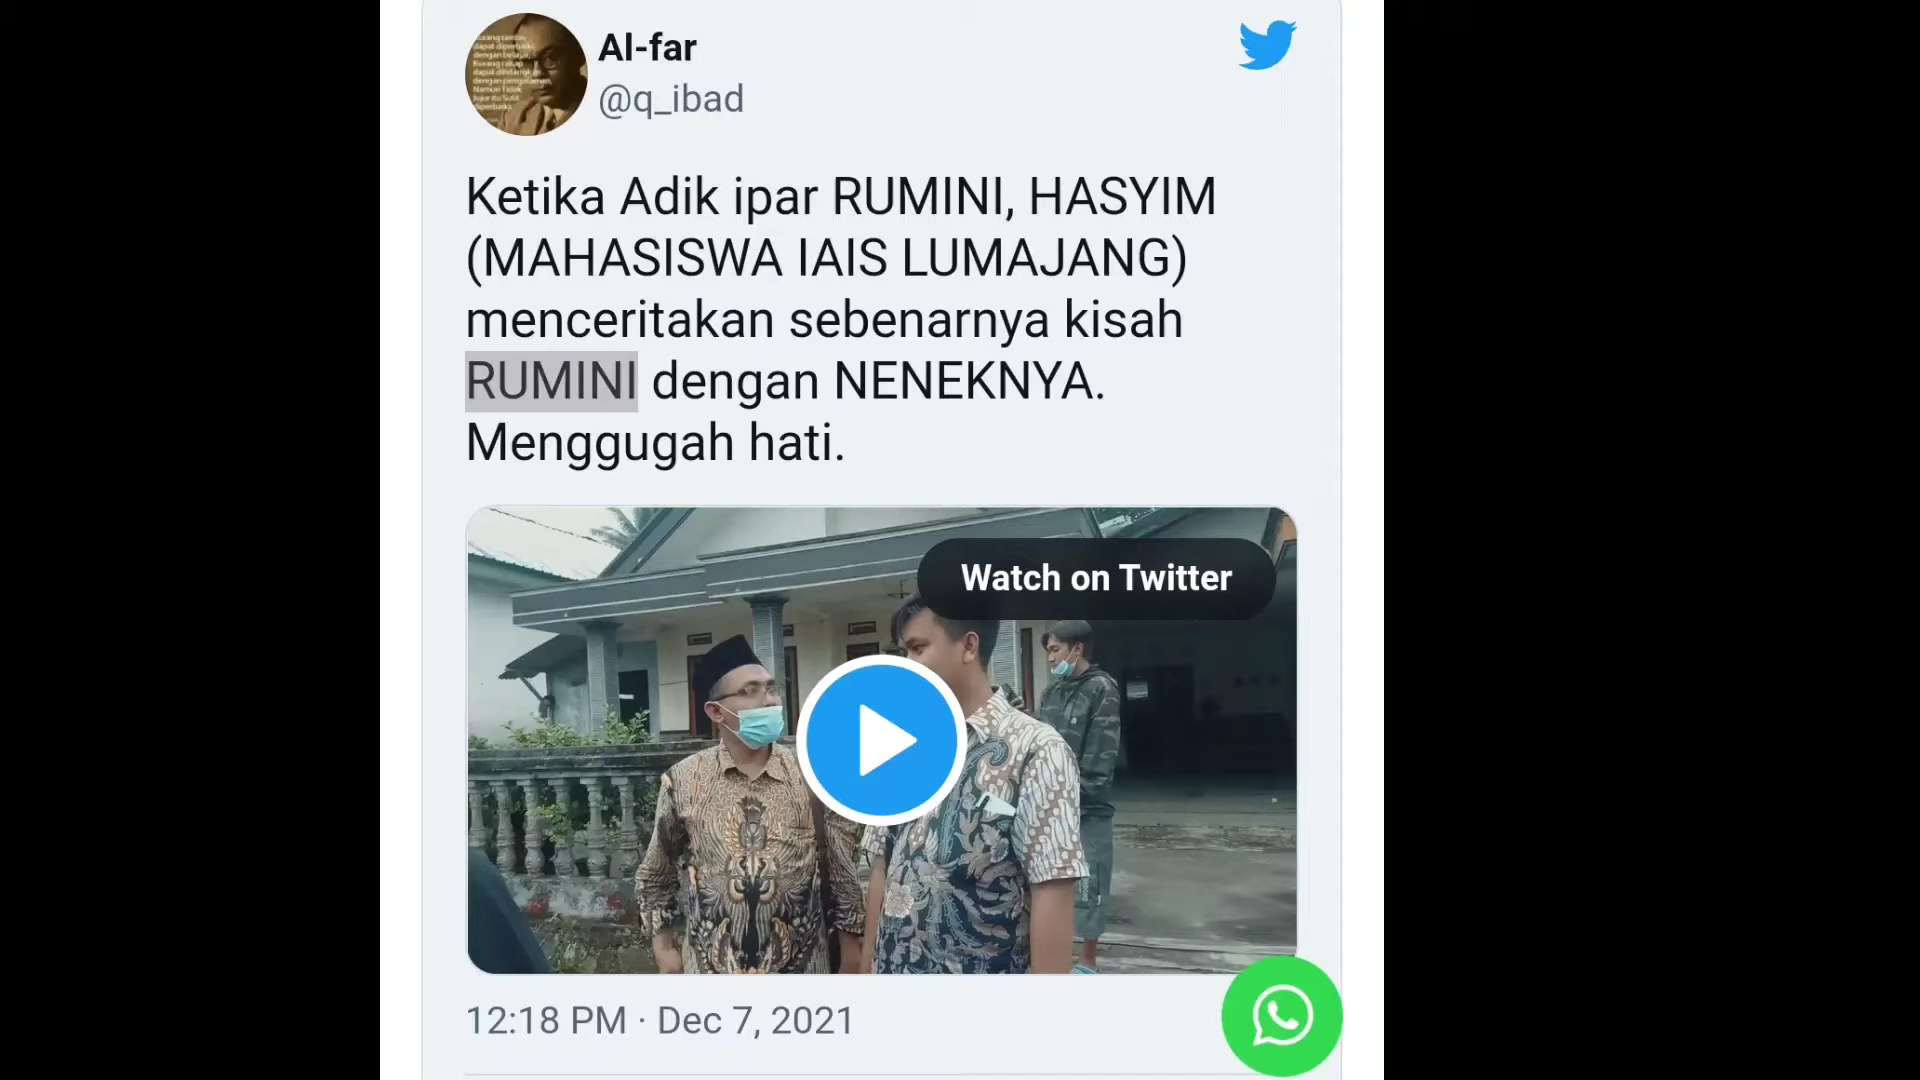 Al-far
@q_ibad
Ketika Adik ipar RUMINI, HASYIM
(MAHASISWA IAIS LUMAJANG)
menceritakan sebenarnya kisah
RUMINI dengan NENEKNYA.
Menggugah hati.
Watch on Twitter
12:18 PM · Dec 7, 2021